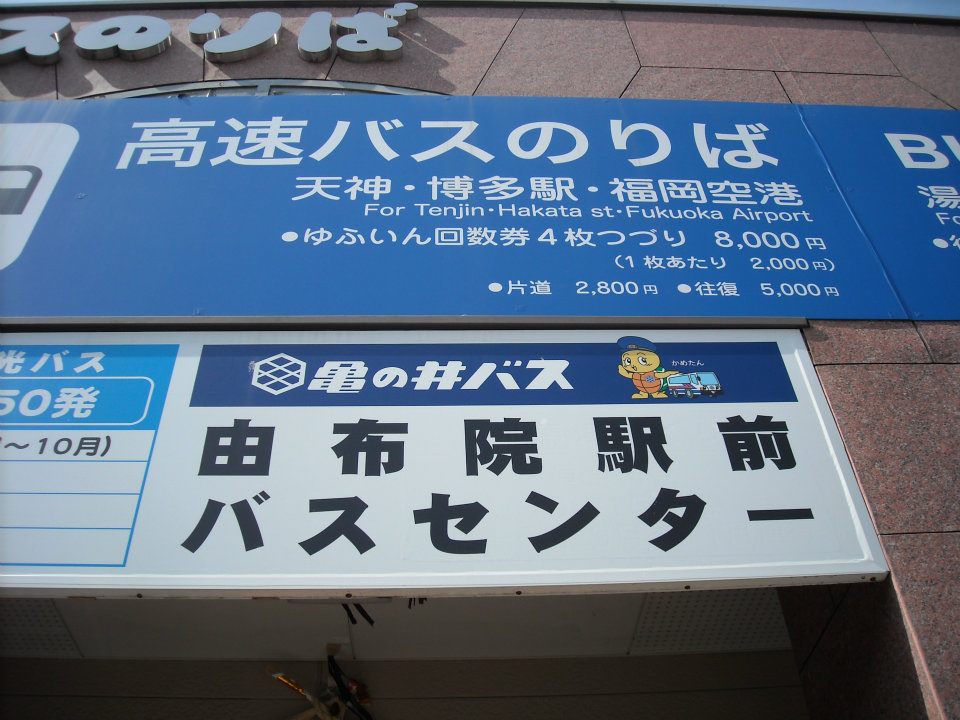 スのりば
高速バスのりば
天神・博多駅・福岡空港
For Tenjin・Hakata st・Fukuoka Airport
●ゆふいん回数券4枚つづり 8,000円
(1枚あたり 2,000円)
●片道 2,800円 ●往復 5,000円
BU
湯
Fo
光バス
50発
～10月)
亀の井バス
かめたん
由布院駅前
バスセンター